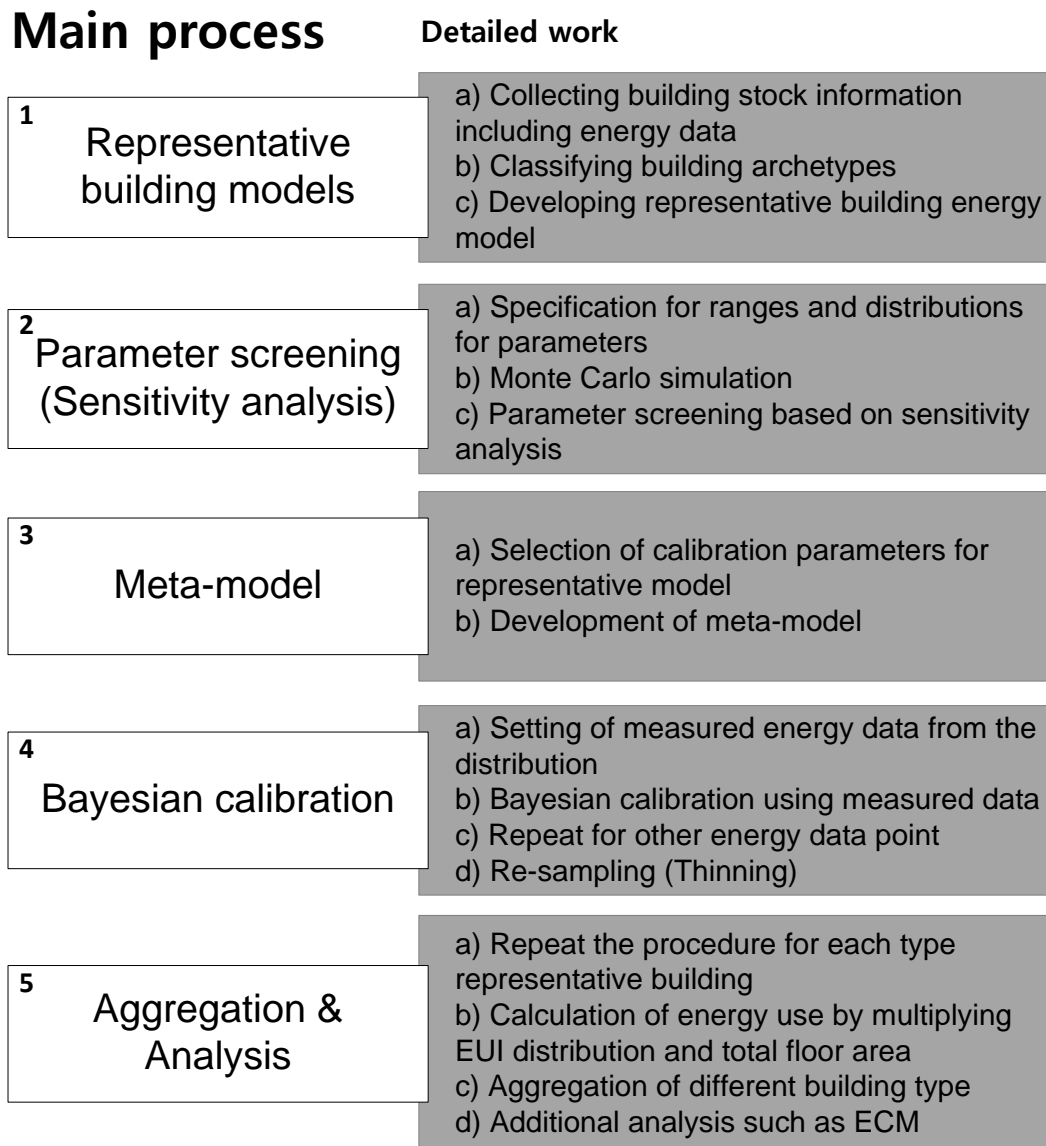 Main process
Detailed work
1
Representative
building models
a) Collecting building stock information
including energy data
b) Classifying building archetypes
c) Developing representative building energy
model
2
Parameter screening
(Sensitivity analysis)
a) Specification for ranges and distributions
for parameters
b) Monte Carlo simulation
c) Parameter screening based on sensitivity
analysis
3
Meta-model
a) Selection of calibration parameters for
representative model
b) Development of meta-model
4
Bayesian calibration
a) Setting of measured energy data from the
distribution
b) Bayesian calibration using measured data
c) Repeat for other energy data point
d) Re-sampling (Thinning)
5
Aggregation &
Analysis
a) Repeat the procedure for each type
representative building
b) Calculation of energy use by multiplying
EUI distribution and total floor area
c) Aggregation of different building type
d) Additional analysis such as ECM